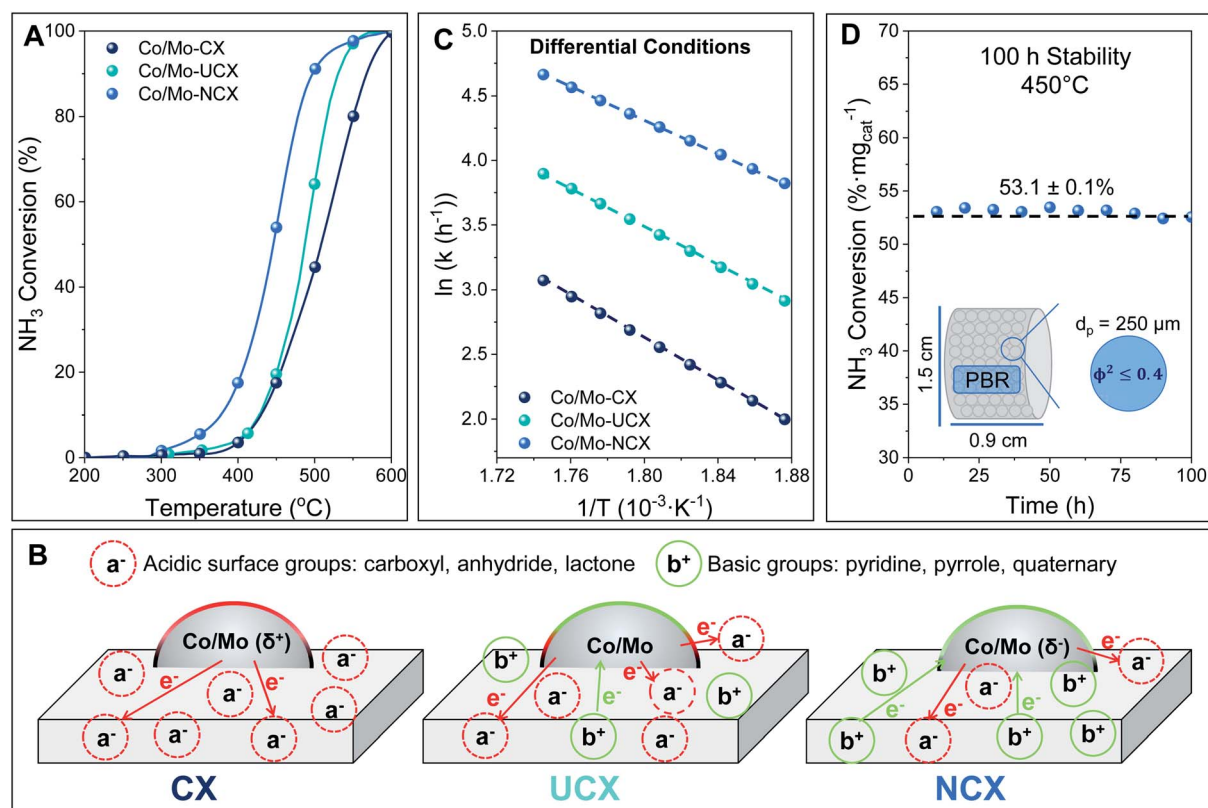 A
Co/Mo-CX
Co/Mo-UCX
Co/Mo-NCX
NH₃ Conversion (%)
100
80
60
40
20
0
200 300 400 500 600
Temperature (°C)
C
Differential Conditions
ln (k (h⁻¹))
5.0
4.5
4.0
3.5
3.0
2.5
2.0
Co/Mo-CX
Co/Mo-UCX
Co/Mo-NCX
1.72 1.76 1.80 1.84 1.88
1/T (10⁻³·K⁻¹)
D
100 h Stability
450°C
NH₃ Conversion (%·mg꜀ₐₜ⁻¹)
75
70
65
60
55
50
45
40
35
30
53.1 ± 0.1%
1.5 cm
PBR
0.9 cm
dₚ = 250 µm
ϕ² ≤ 0.4
0 25 50 75 100
Time (h)
B
a⁻ Acidic surface groups: carboxyl, anhydride, lactone
b⁺ Basic groups: pyridine, pyrrole, quaternary
Co/Mo (δ⁺)
e⁻
a⁻
a⁻
a⁻
a⁻
a⁻
a⁻
a⁻
CX
Co/Mo
e⁻
e⁻
e⁻
e⁻
b⁺
a⁻
a⁻
a⁻
b⁺
a⁻
b⁺
a⁻
UCX
Co/Mo (δ⁻)
e⁻
e⁻
e⁻
e⁻
b⁺
a⁻
b⁺
a⁻
b⁺
a⁻
b⁺
b⁺
NCX